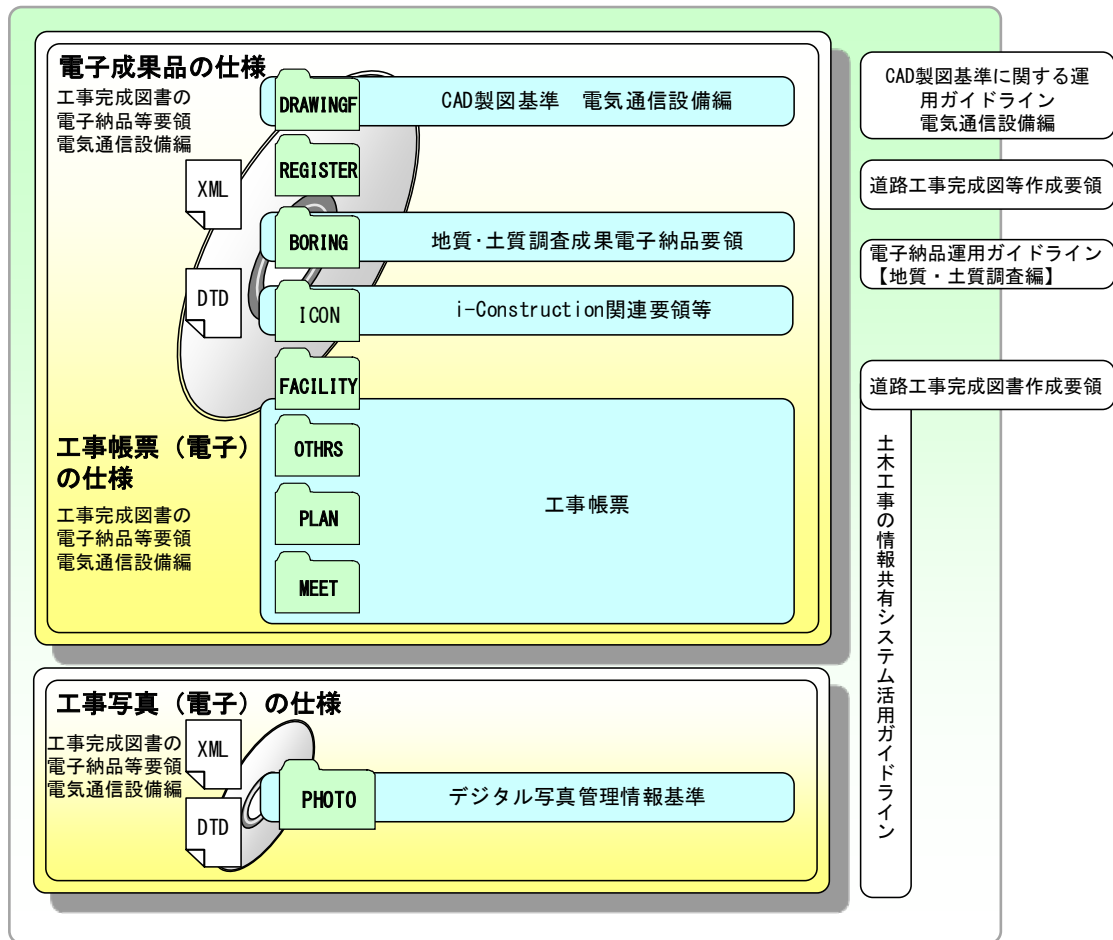 電子成果品の仕様
工事完成図書の
電子納品等要領
電気通信設備編
XML
DTD
DRAWINGF
CAD製図基準　電気通信設備編
REGISTER
BORING
地質･土質調査成果電子納品要領
ICON
i-Construction関連要領等
FACILITY
工事帳票（電子）
の仕様
工事完成図書の
電子納品等要領
電気通信設備編
OTHRS
PLAN
MEET
工事帳票
工事写真（電子）の仕様
工事完成図書の
電子納品等要領
電気通信設備編
XML
DTD
PHOTO
デジタル写真管理情報基準
CAD製図基準に関する運
用ガイドライン
電気通信設備編
道路工事完成図等作成要領
電子納品運用ガイドライン
【地質・土質調査編】
道路工事完成図書作成要領
土木工事の情報共有システム活用ガイドライン